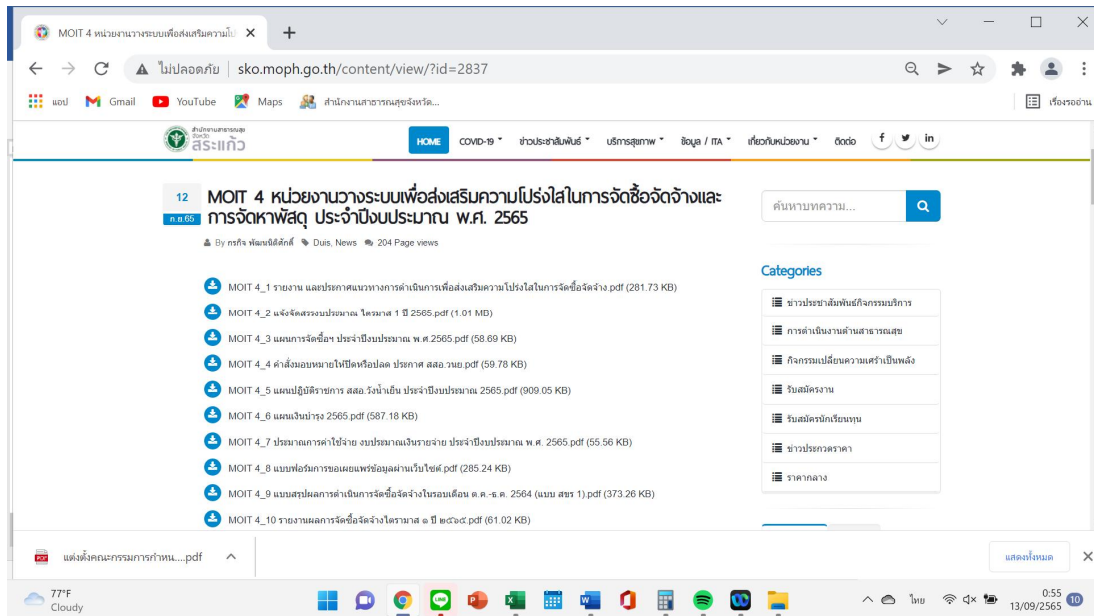 MOIT 4 หน่วยงานวางระบบเพื่อส่งเสริมความโป
ไม่ปลอดภัย | sko.moph.go.th/content/view/?id=2837
แอป Gmail YouTube Maps สำนักงานสาธารณสุขจังหวัด... เรื่องรออ่าน
สำนักงานสาธารณสุข
จังหวัด
สระแก้ว
HOME COVID-19 ข่าวประชาสัมพันธ์ บริการสุขภาพ ข้อมูล / ITA เกี่ยวกับหน่วยงาน ติดต่อ
12
ก.ย.65
MOIT 4 หน่วยงานวางระบบเพื่อส่งเสริมความโปร่งใสในการจัดซื้อจัดจ้างและ
การจัดหาพัสดุ ประจำปีงบประมาณ พ.ศ. 2565
By กรกิจ พัฒนนิติศักดิ์ Duis, News 204 Page views
MOIT 4_1 รายงาน และประกาศแนวทางการดำเนินการเพื่อส่งเสริมความโปร่งใสในการจัดซื้อจัดจ้าง.pdf (281.73 KB)
MOIT 4_2 แจ้งจัดสรรงบประมาณ ไตรมาส 1 ปี 2565.pdf (1.01 MB)
MOIT 4_3 แผนการจัดซื้อฯ ประจำปีงบประมาณ พ.ศ.2565.pdf (58.69 KB)
MOIT 4_4 คำสั่งมอบหมายให้ปิดหรือปลด ประกาศ สสอ.วนย.pdf (59.78 KB)
MOIT 4_5 แผนปฏิบัติราชการ สสอ.วังน้ำเย็น ประจำปีงบประมาณ 2565.pdf (909.05 KB)
MOIT 4_6 แผนเงินบำรุง 2565.pdf (587.18 KB)
MOIT 4_7 ประมาณการค่าใช้จ่าย งบประมาณเงินรายจ่าย ประจำปีงบประมาณ พ.ศ. 2565.pdf (55.56 KB)
MOIT 4_8 แบบฟอร์มการขอเผยแพร่ข้อมูลผ่านเว็บไซต์.pdf (285.24 KB)
MOIT 4_9 แบบสรุปผลการดำเนินการจัดซื้อจัดจ้างในรอบเดือน ต.ค.-ธ.ค. 2564 (แบบ สขร 1).pdf (373.26 KB)
MOIT 4_10 รายงานผลการจัดซื้อจัดจ้างไตรามาส ๑ ปี ๒๕๖๕.pdf (61.02 KB)
ค้นหาบทความ...
Categories
ข่าวประชาสัมพันธ์กิจกรรมบริการ
การดำเนินงานด้านสาธารณสุข
กิจกรรมเปลี่ยนความเศร้าเป็นพลัง
รับสมัครงาน
รับสมัครนักเรียนทุน
ข่าวประกวดราคา
ราคากลาง
แต่งตั้งคณะกรรมการกำหน....pdf แสดงทั้งหมด
77°F
Cloudy
ไทย
0:55
13/09/2565
10